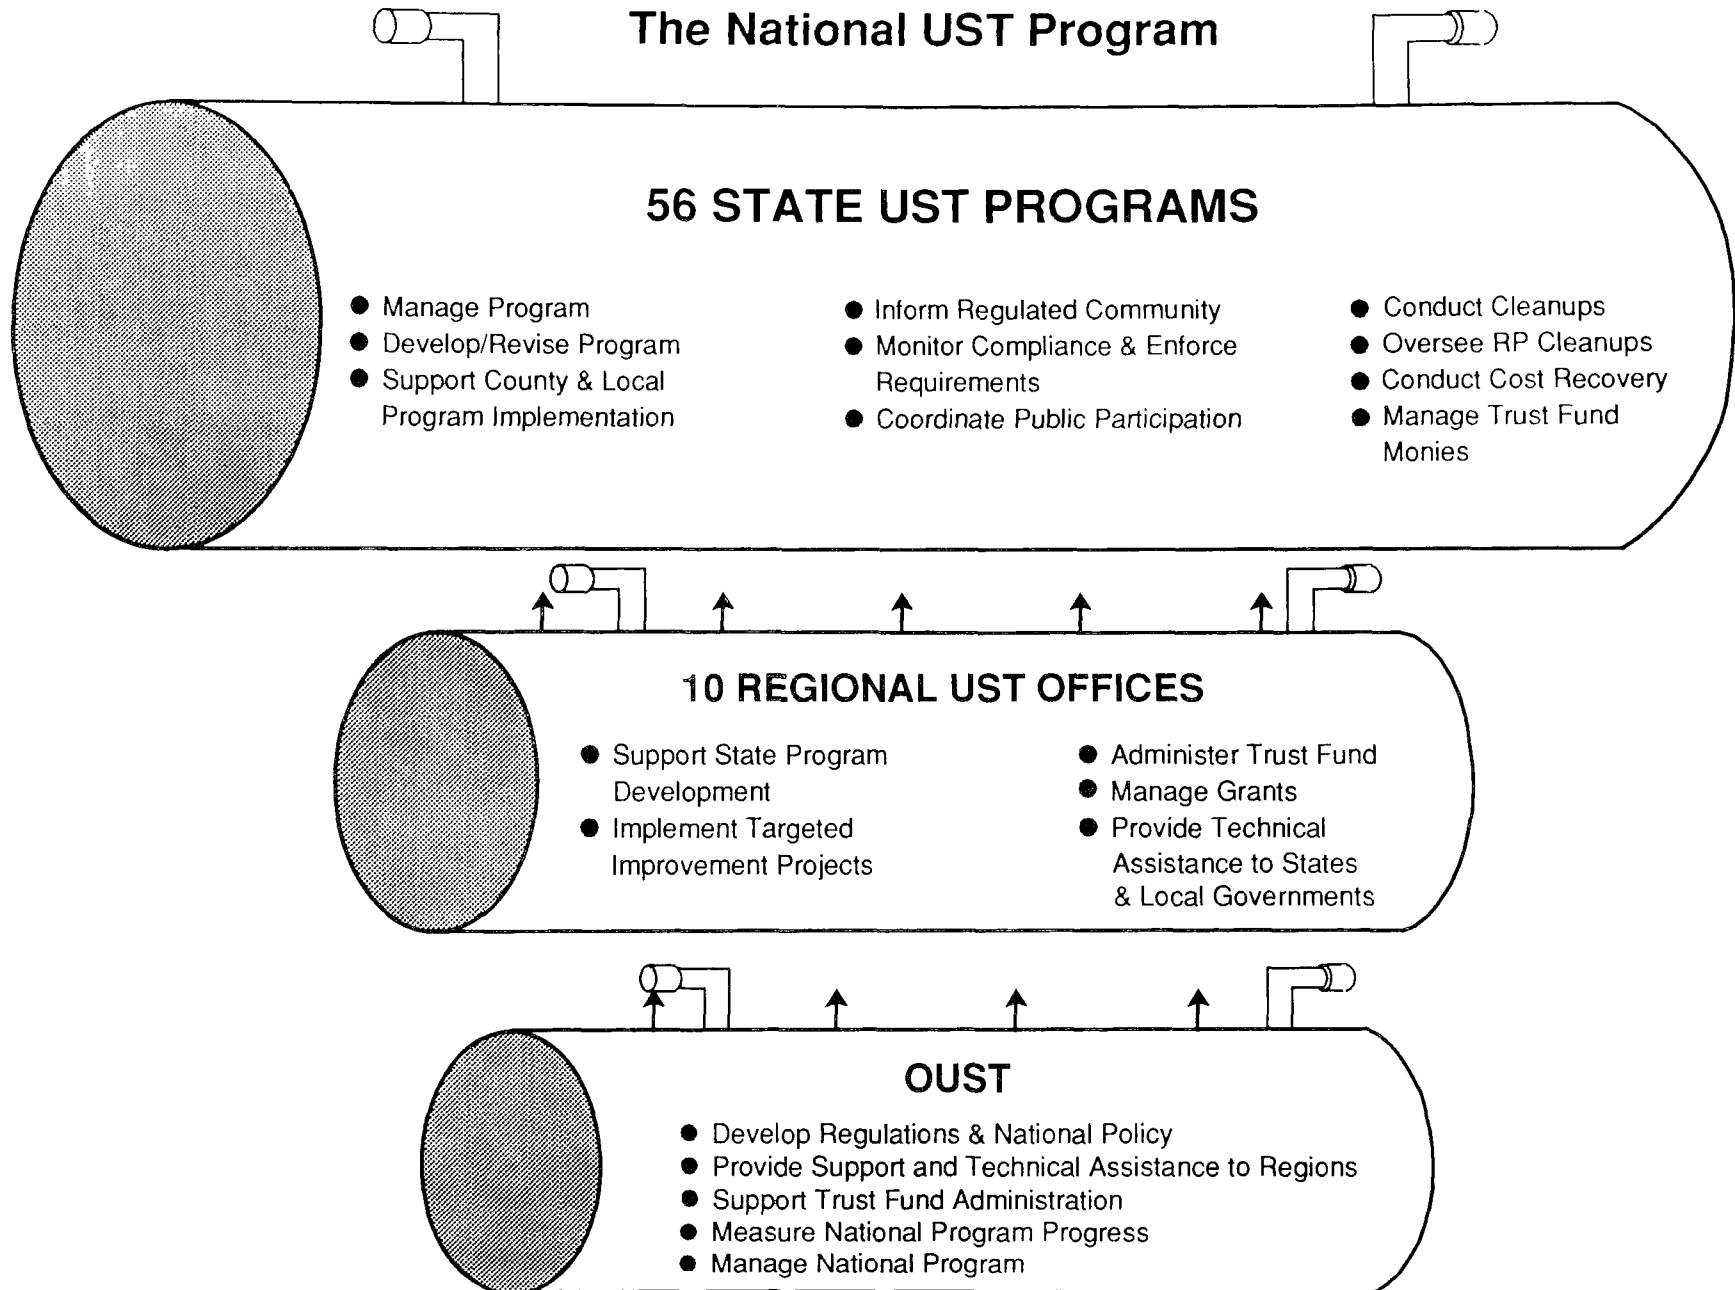 The National UST Program
56 STATE UST PROGRAMS
● Manage Program
● Develop/Revise Program
● Support County & Local
Program Implementation
● Inform Regulated Community
● Monitor Compliance & Enforce
Requirements
● Coordinate Public Participation
● Conduct Cleanups
● Oversee RP Cleanups
● Conduct Cost Recovery
● Manage Trust Fund
Monies
10 REGIONAL UST OFFICES
● Support State Program
Development
● Implement Targeted
Improvement Projects
● Administer Trust Fund
● Manage Grants
● Provide Technical
Assistance to States
& Local Governments
OUST
● Develop Regulations & National Policy
● Provide Support and Technical Assistance to Regions
● Support Trust Fund Administration
● Measure National Program Progress
● Manage National Program